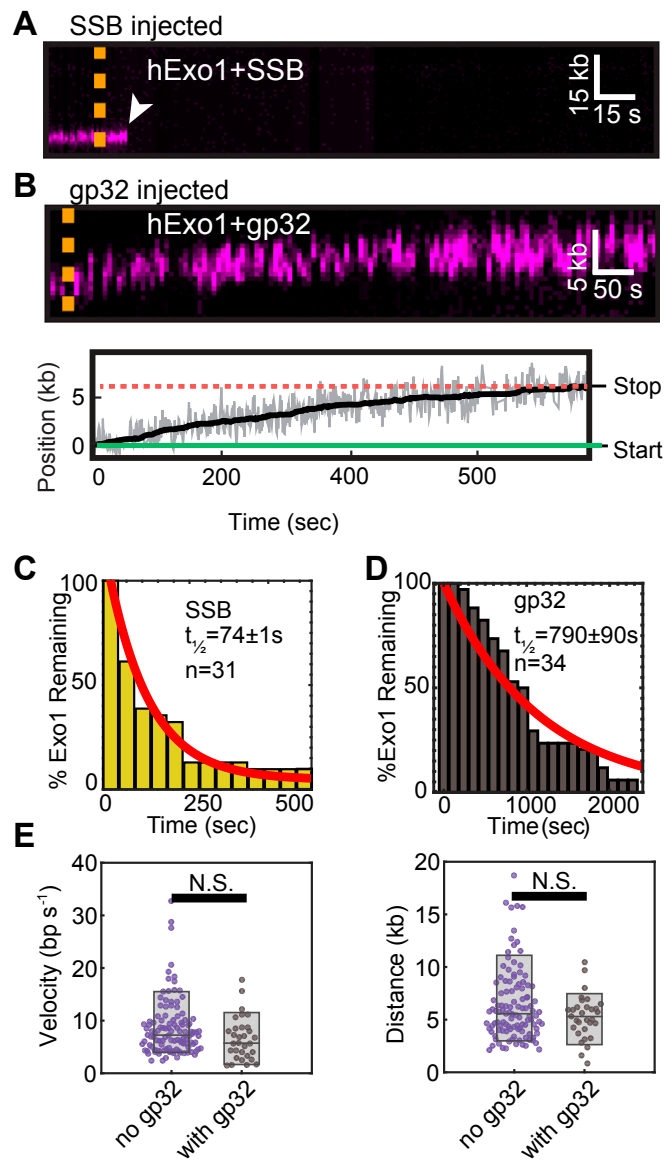 A SSB injected
hExo1+SSB
15 kb
15 s
B gp32 injected
hExo1+gp32
5 kb
50 s
Position (kb)
5
0
Stop
Start
0 200 400 500
Time (sec)
C
% Exo1 Remaining
100
50
0
SSB
t½=74±1s
n=31
0 250 500
Time (sec)
D
%Exo1 Remaining
100
50
0
gp32
t½=790±90s
n=34
0 1000 2000
Time(sec)
E
Velocity (bp s⁻¹)
40
30
20
10
0
N.S.
no gp32
with gp32
Distance (kb)
20
15
10
5
0
N.S.
no gp32
with gp32